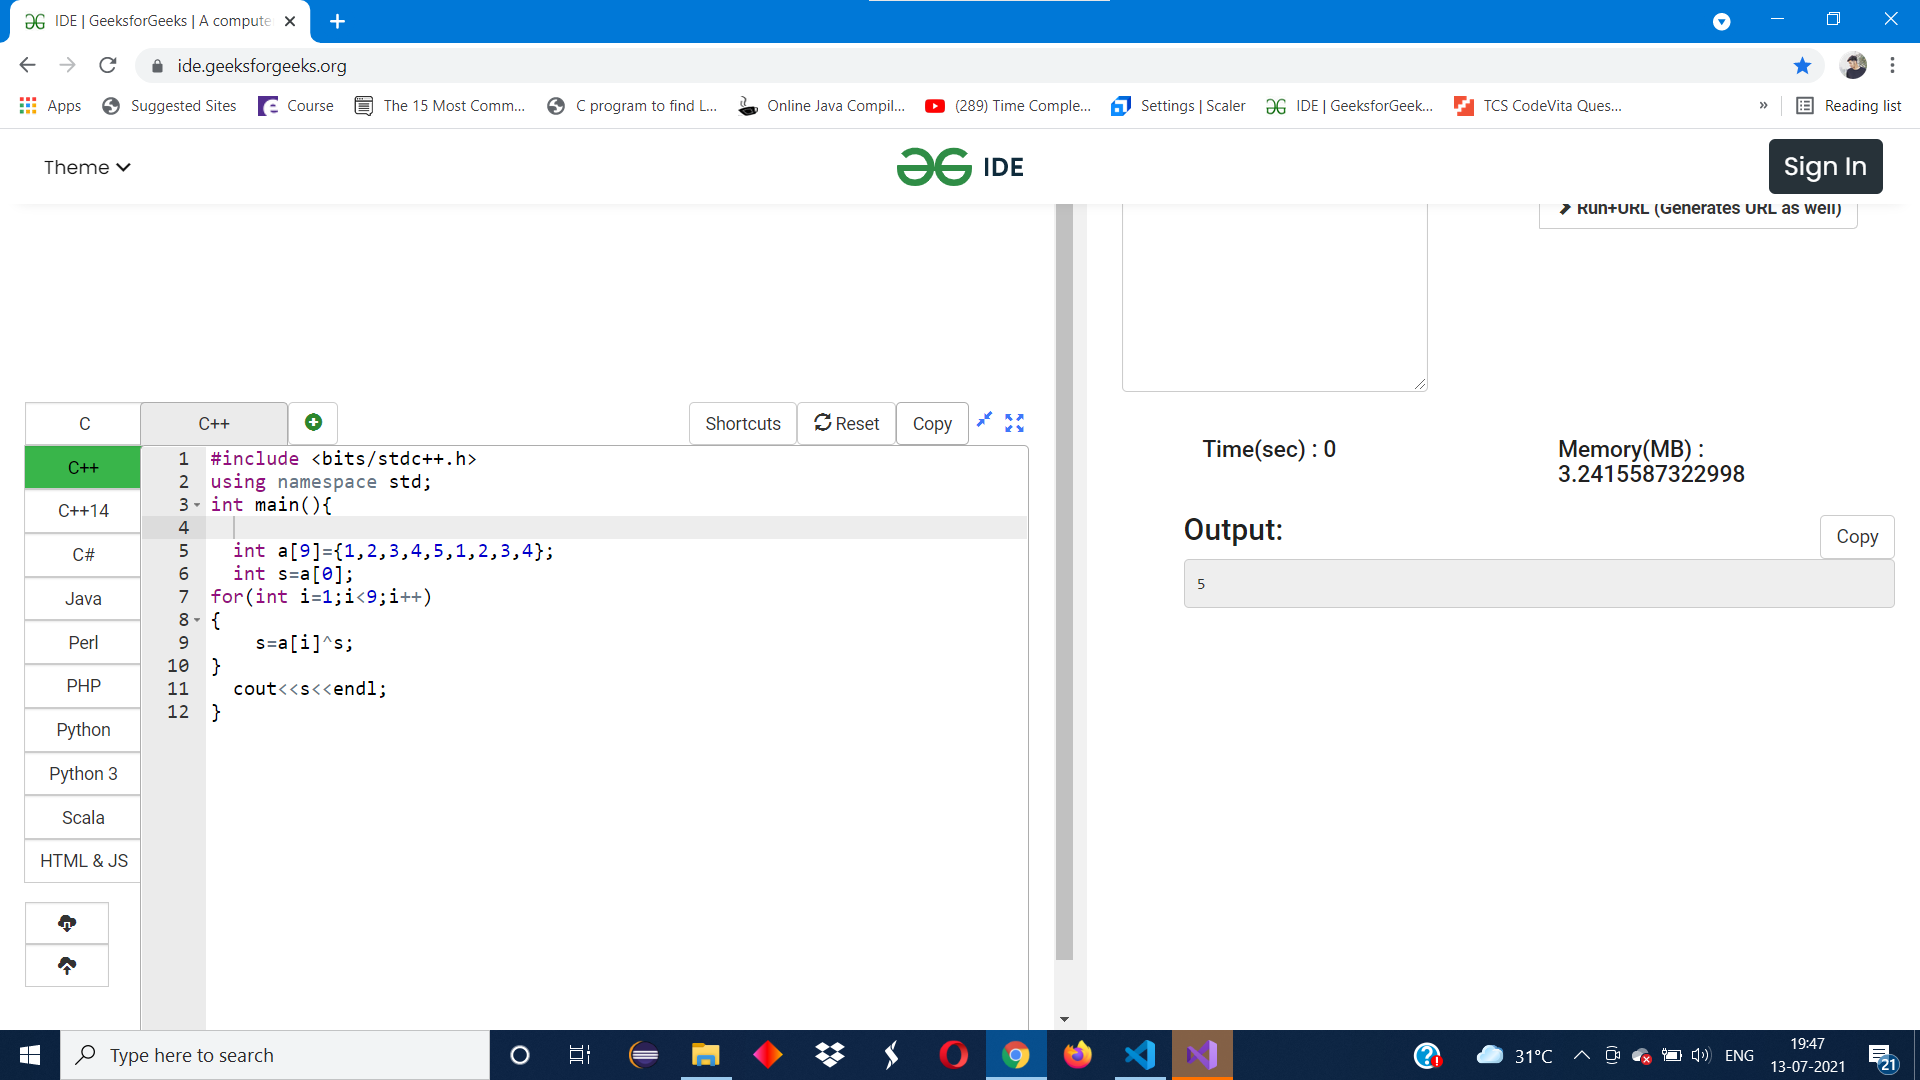 IDE | GeeksforGeeks | A compute
ide.geeksforgeeks.org
Apps Suggested Sites Course The 15 Most Comm... C program to find L... Online Java Compil... (289) Time Comple... Settings | Scaler IDE | GeeksforGeek... TCS CodeVita Ques... » Reading list
Theme
IDE
Sign In
Run+URL (Generates URL as well)
C
C++
Shortcuts
Reset
Copy
C++
C++14
C#
Java
Perl
PHP
Python
Python 3
Scala
HTML & JS
1 #include <bits/stdc++.h>
2 using namespace std;
3 int main(){
4
5 int a[9]={1,2,3,4,5,1,2,3,4};
6 int s=a[0];
7 for(int i=1;i<9;i++)
8 {
9 s=a[i]^s;
10 }
11 cout<<s<<endl;
12 }
Time(sec) : 0
Memory(MB) :
3.2415587322998
Output:
Copy
5
Type here to search
31°C
ENG
19:47
13-07-2021
21